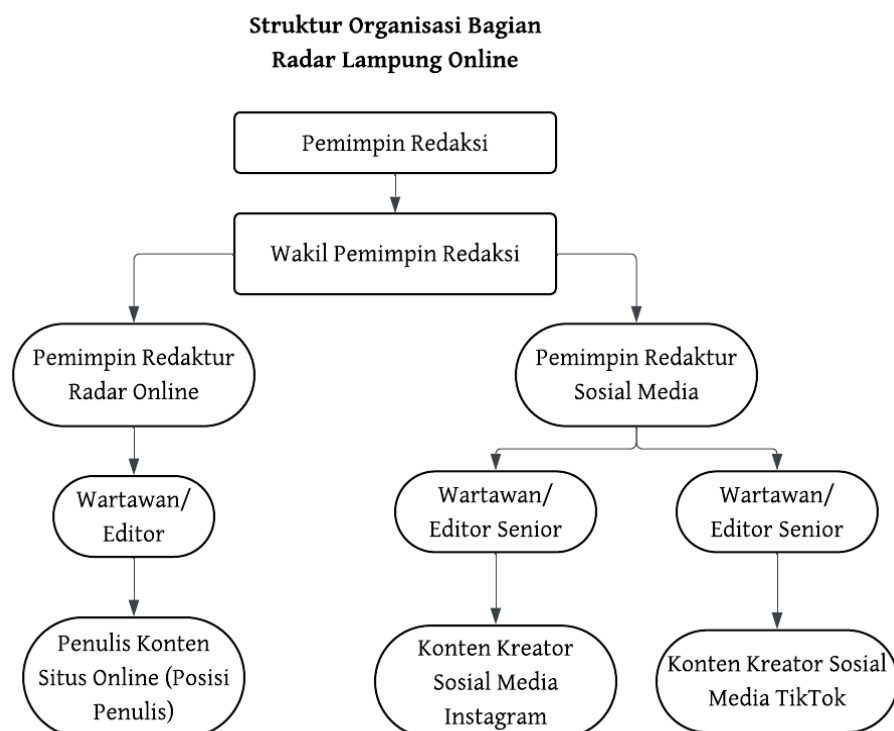 Struktur Organisasi Bagian
Radar Lampung Online
Pemimpin Redaksi
Wakil Pemimpin Redaksi
Pemimpin Redaktur
Radar Online
Pemimpin Redaktur
Sosial Media
Wartawan/
Editor
Wartawan/
Editor Senior
Wartawan/
Editor Senior
Penulis Konten
Situs Online (Posisi
Penulis)
Konten Kreator
Sosial Media
Instagram
Konten Kreator Sosial
Media TikTok